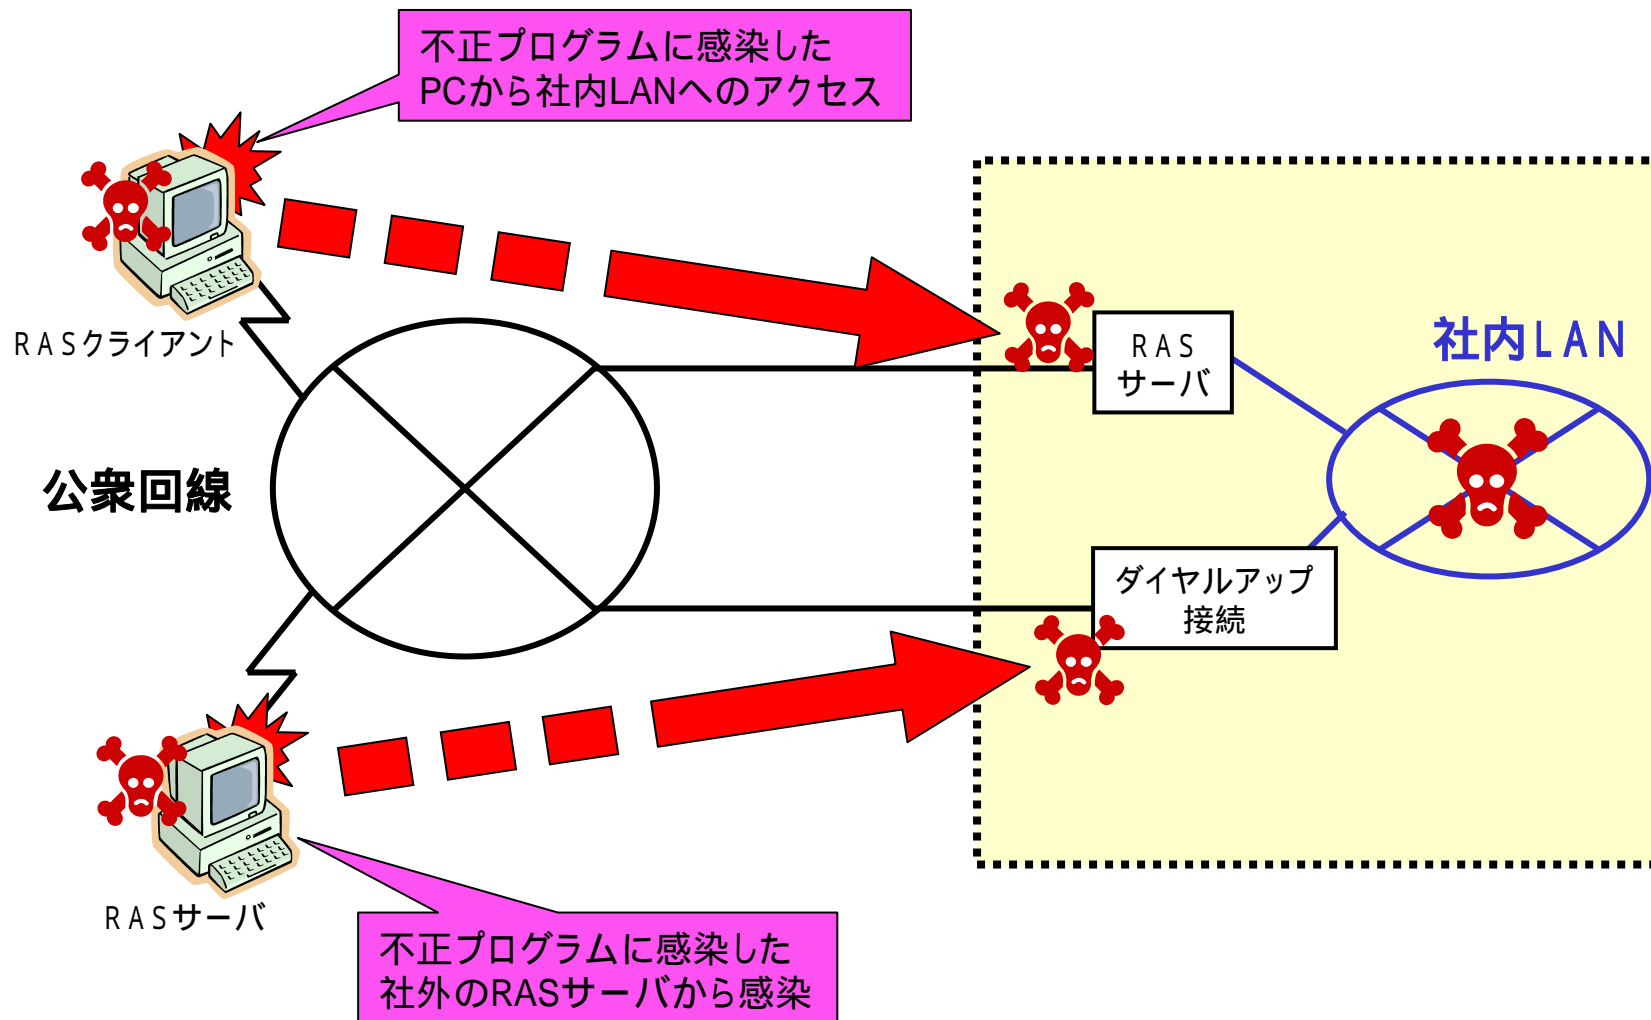 不正プログラムに感染した
PCから社内LANへのアクセス
RASクライアント
RAS
サーバ
社内LAN
公衆回線
ダイヤルアップ
接続
RASサーバ
不正プログラムに感染した
社外のRASサーバから感染